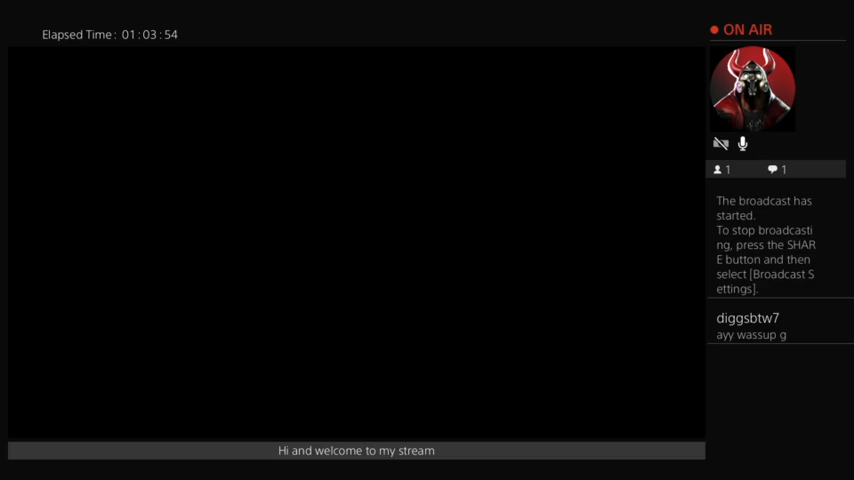 Elapsed Time: 01:03:54
ON AIR
1 1
The broadcast has
started.
To stop broadcasti
ng, press the SHAR
E button and then
select [Broadcast S
ettings].
diggsbtw7
ayy wassup g
Hi and welcome to my stream